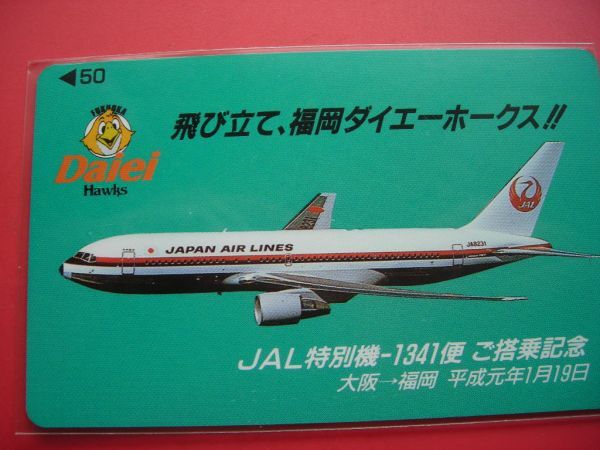 ◀50
FUKUOKA
Daiei
Hawks
飛び立て、福岡ダイエーホークス!!
JAL
JA8231
JAPAN AIR LINES
JAL特別機-1341便 ご搭乗記念
大阪→福岡 平成元年1月19日